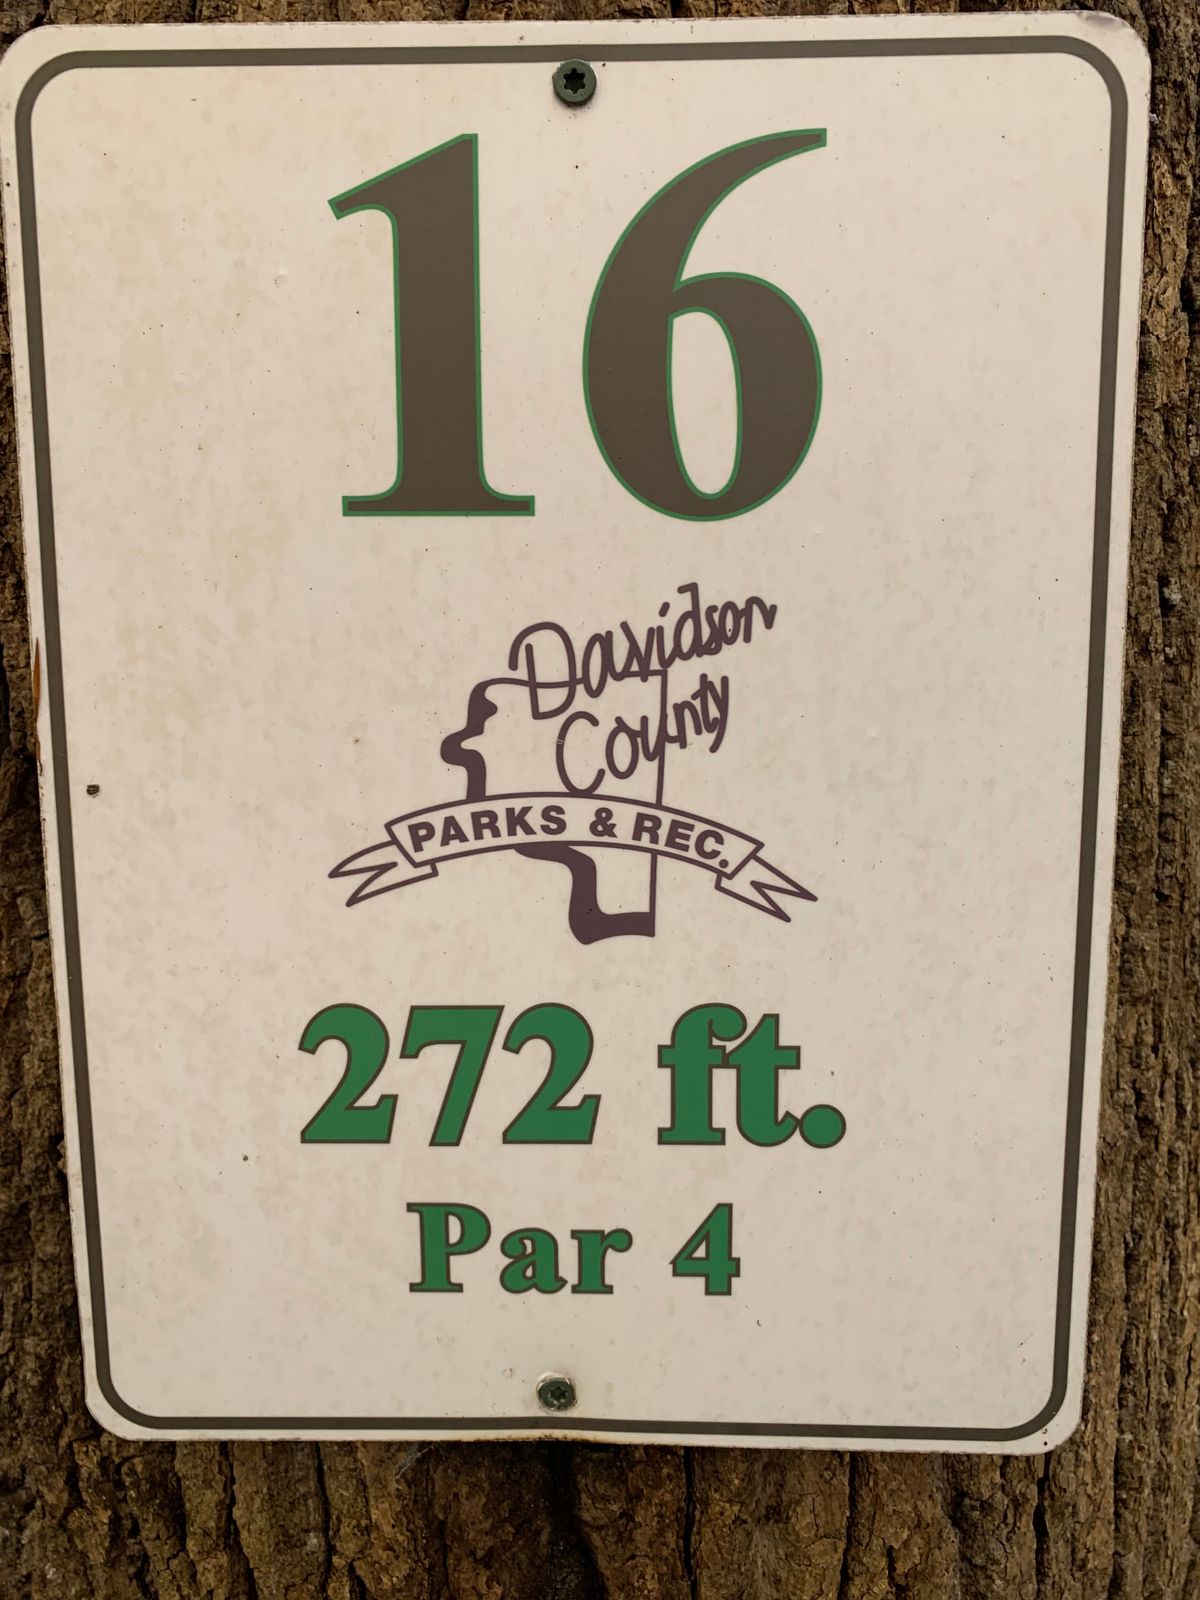 16
Davidson
County
PARKS & REC.
272 ft.
Par 4